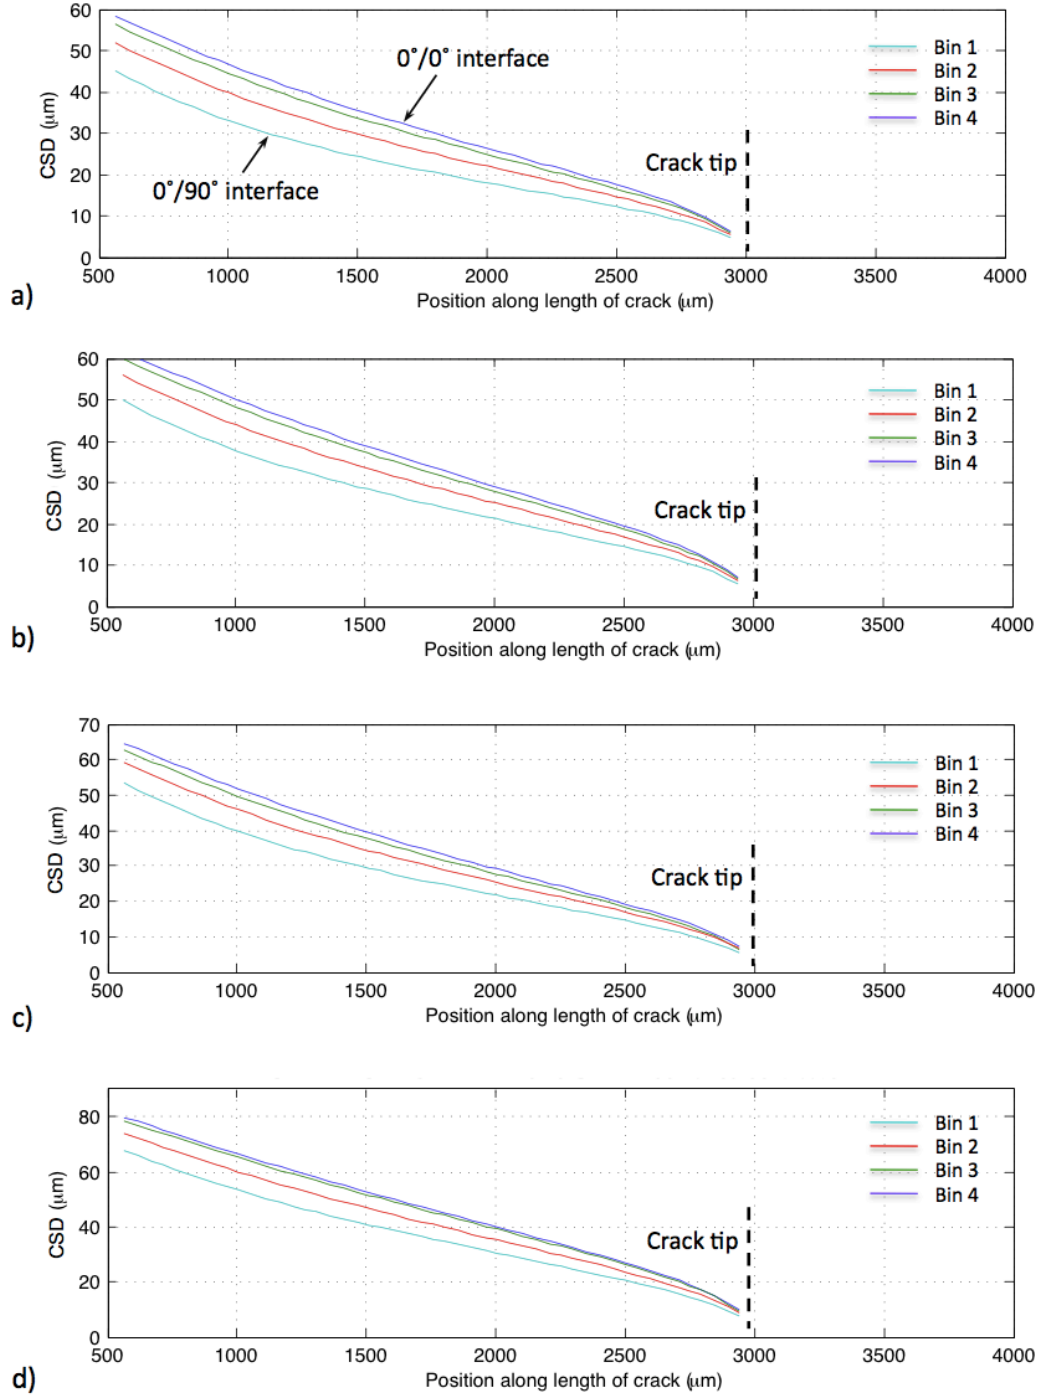 60
50
40
30
20
10
0
CSD (μm)
0˚/0˚ interface
0˚/90˚ interface
Crack tip
Bin 1
Bin 2
Bin 3
Bin 4
500 1000 1500 2000 2500 3000 3500 4000
Position along length of crack (μm)
a)
60
50
40
30
20
10
0
CSD (μm)
Crack tip
Bin 1
Bin 2
Bin 3
Bin 4
500 1000 1500 2000 2500 3000 3500 4000
Position along length of crack (μm)
b)
70
60
50
40
30
20
10
0
CSD (μm)
Crack tip
Bin 1
Bin 2
Bin 3
Bin 4
500 1000 1500 2000 2500 3000 3500 4000
Position along length of crack (μm)
c)
80
60
40
20
0
CSD (μm)
Crack tip
Bin 1
Bin 2
Bin 3
Bin 4
500 1000 1500 2000 2500 3000 3500 4000
Position along length of crack (μm)
d)